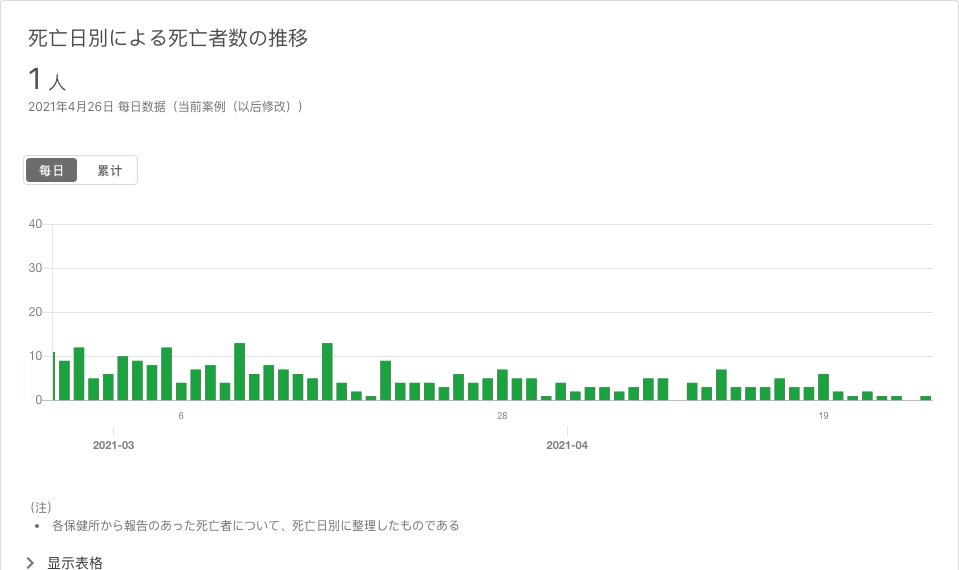 死亡日別による死亡者数の推移
1 人
2021年4月26日 每日数据（当前案例（以后修改））
每日 累计
40
30
20
10
0
6 28 19
2021-03 2021-04
（注）
• 各保健所から報告のあった死亡者について、死亡日別に整理したものである
显示表格